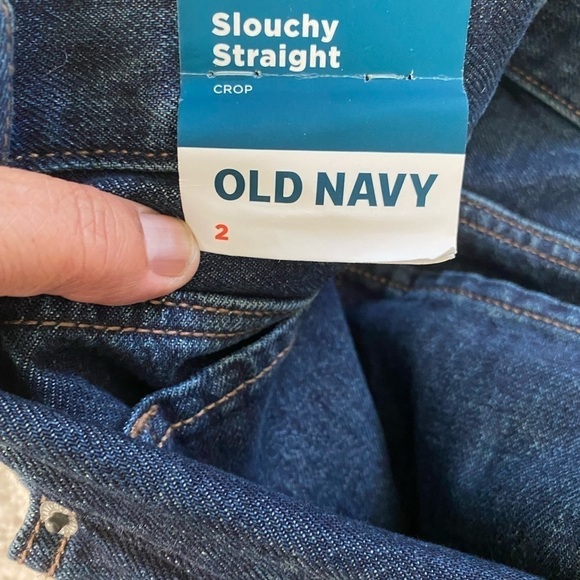 Slouchy
Straight
CROP
OLD NAVY
2